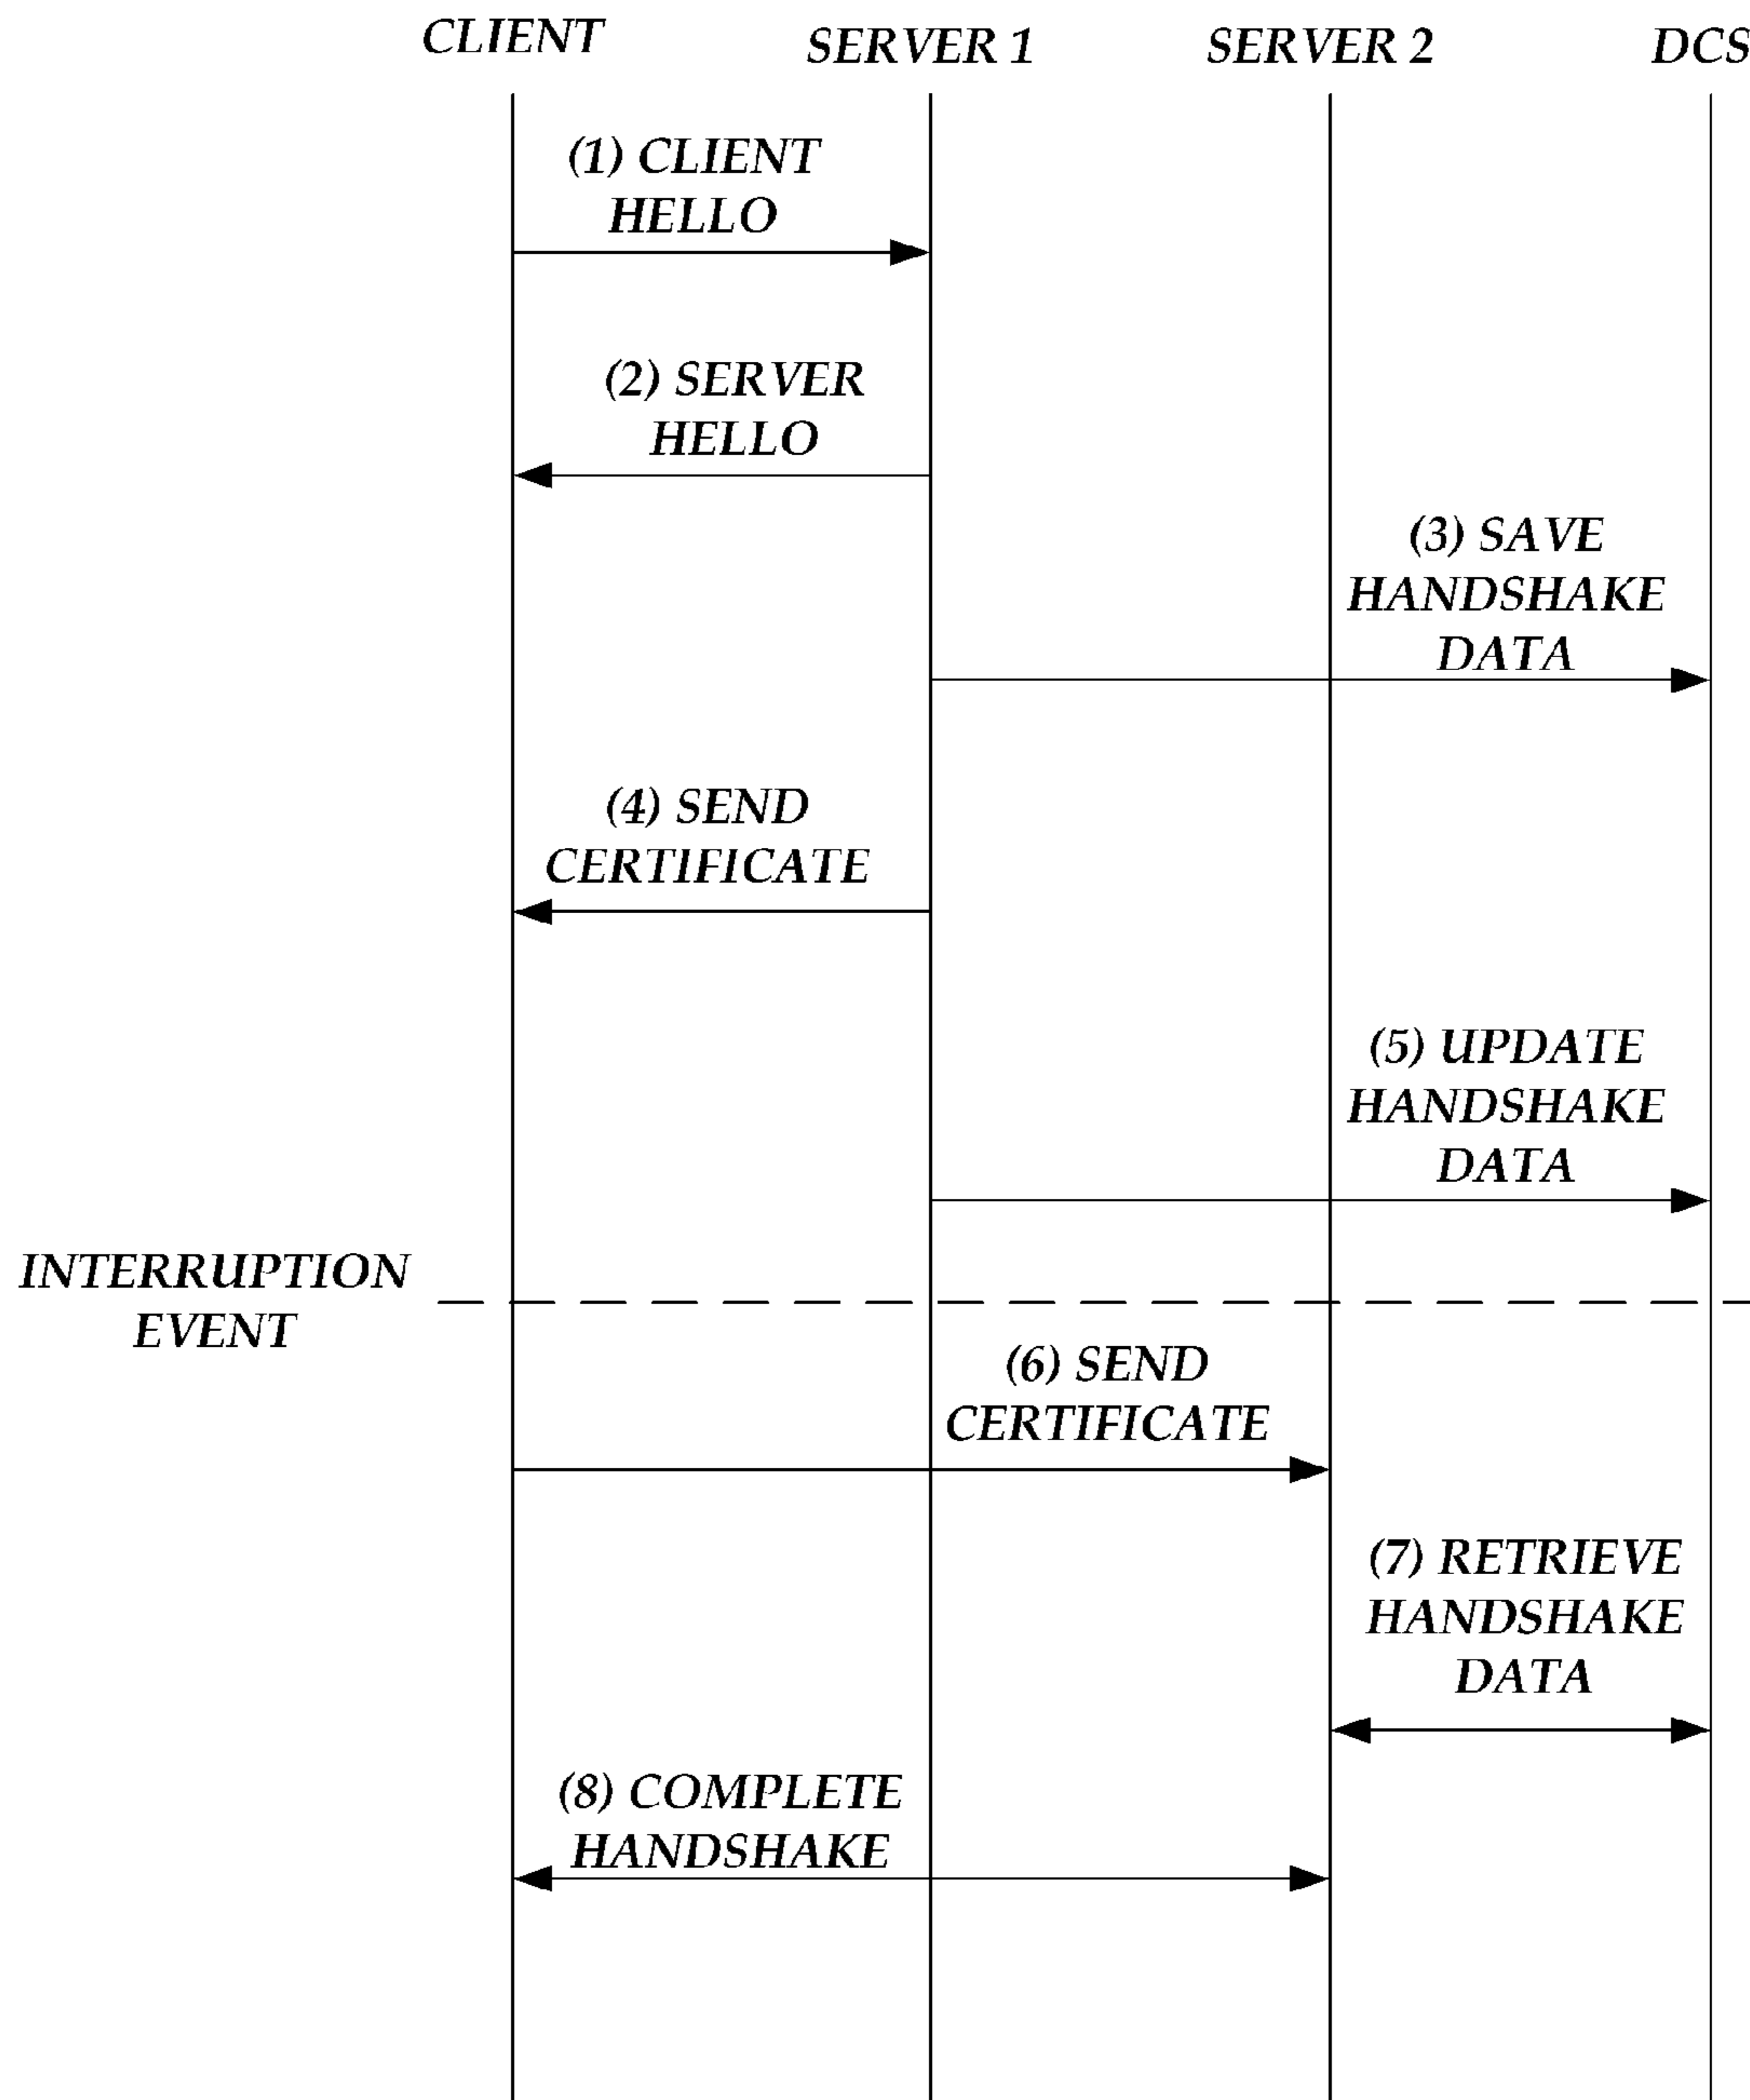 CLIENT
SERVER 1
SERVER 2
DCS
(1) CLIENT
HELLO
(2) SERVER
HELLO
(3) SAVE
HANDSHAKE
DATA
(4) SEND
CERTIFICATE
(5) UPDATE
HANDSHAKE
DATA
INTERRUPTION
EVENT
(6) SEND
CERTIFICATE
(7) RETRIEVE
HANDSHAKE
DATA
(8) COMPLETE
HANDSHAKE